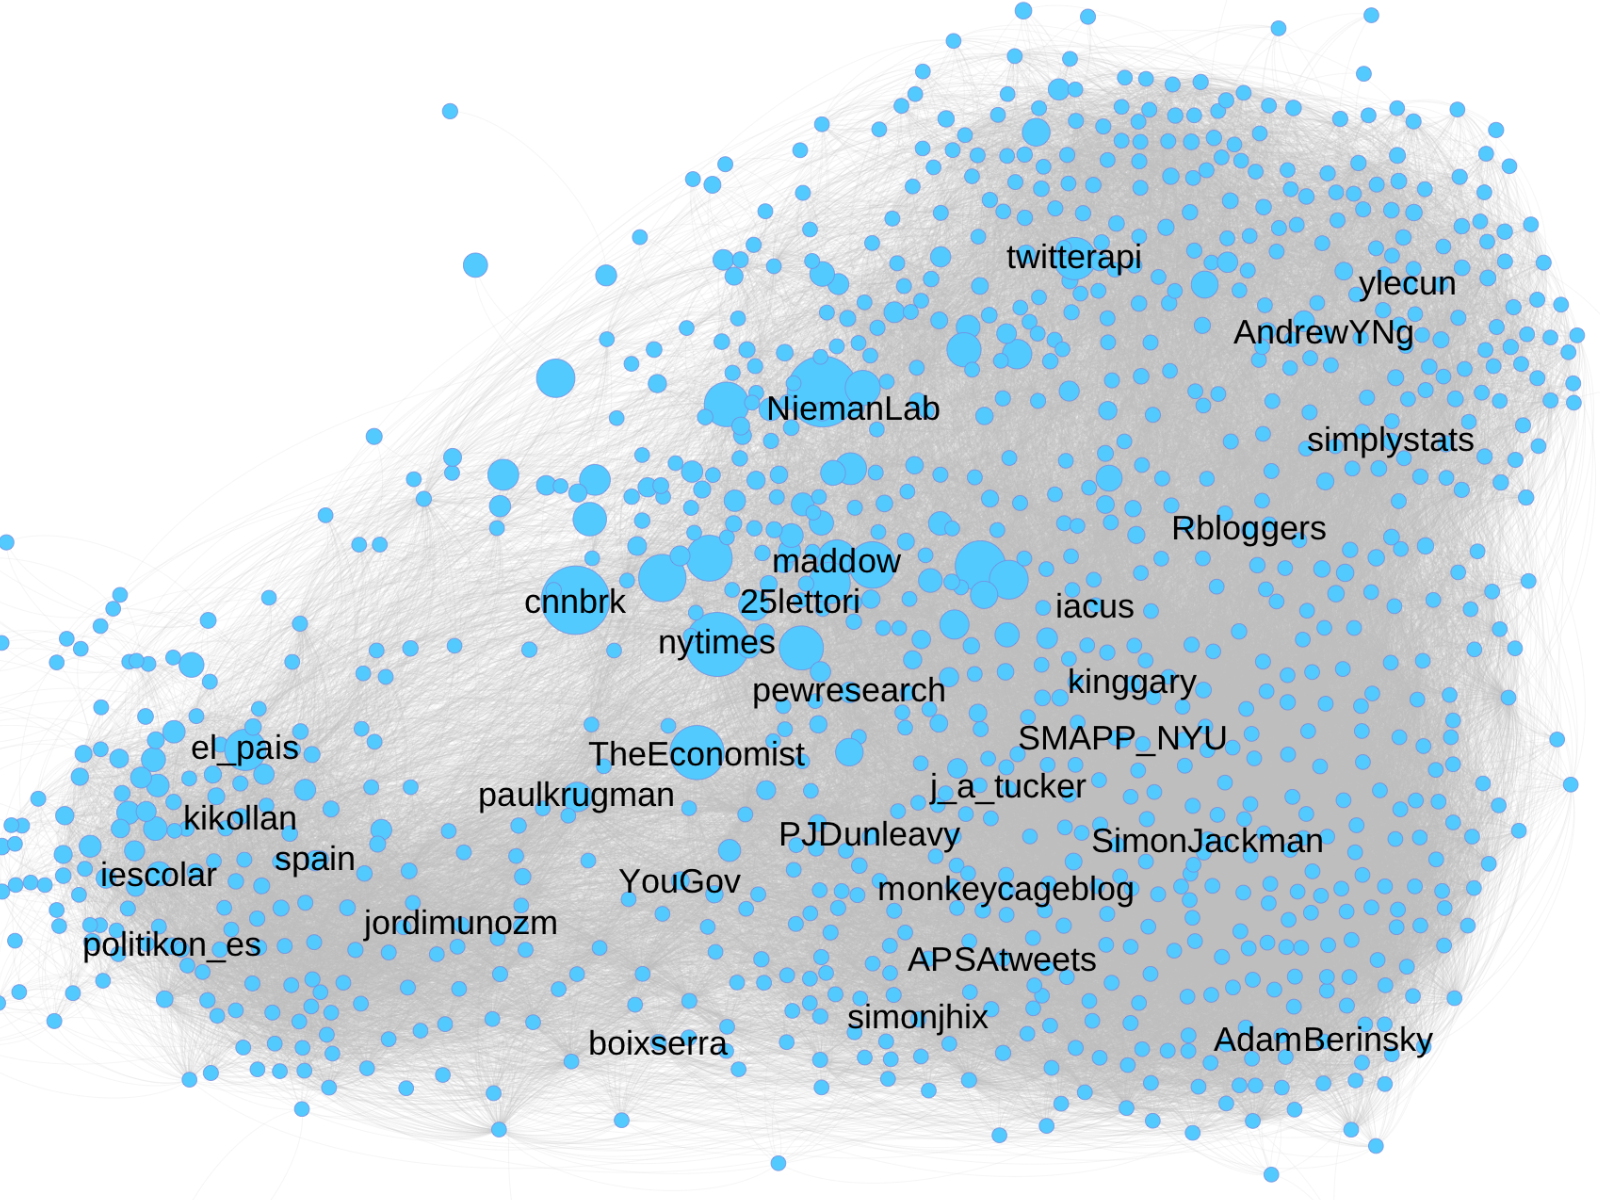 twitterapi
ylecun
AndrewYNg
NiemanLab
simplystats
Rbloggers
maddow
cnnbrk
25lettori
iacus
nytimes
kinggary
pewresearch
SMAPP_NYU
el_pais
TheEconomist
j_a_tucker
paulkrugman
kikollan
PJDunleavy
SimonJackman
spain
iescolar
YouGov
monkeycageblog
jordimunozm
politikon_es
APSAtweets
simonjhix
boixserra
AdamBerinsky